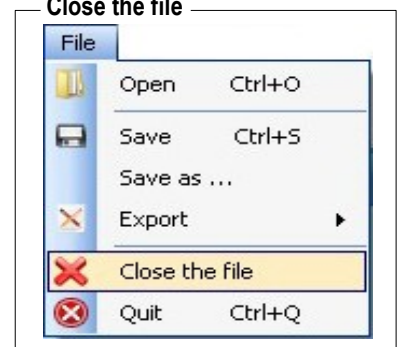 Close the file
File
Open Ctrl+O
Save Ctrl+S
Save as ...
Export
Close the file
Quit Ctrl+Q